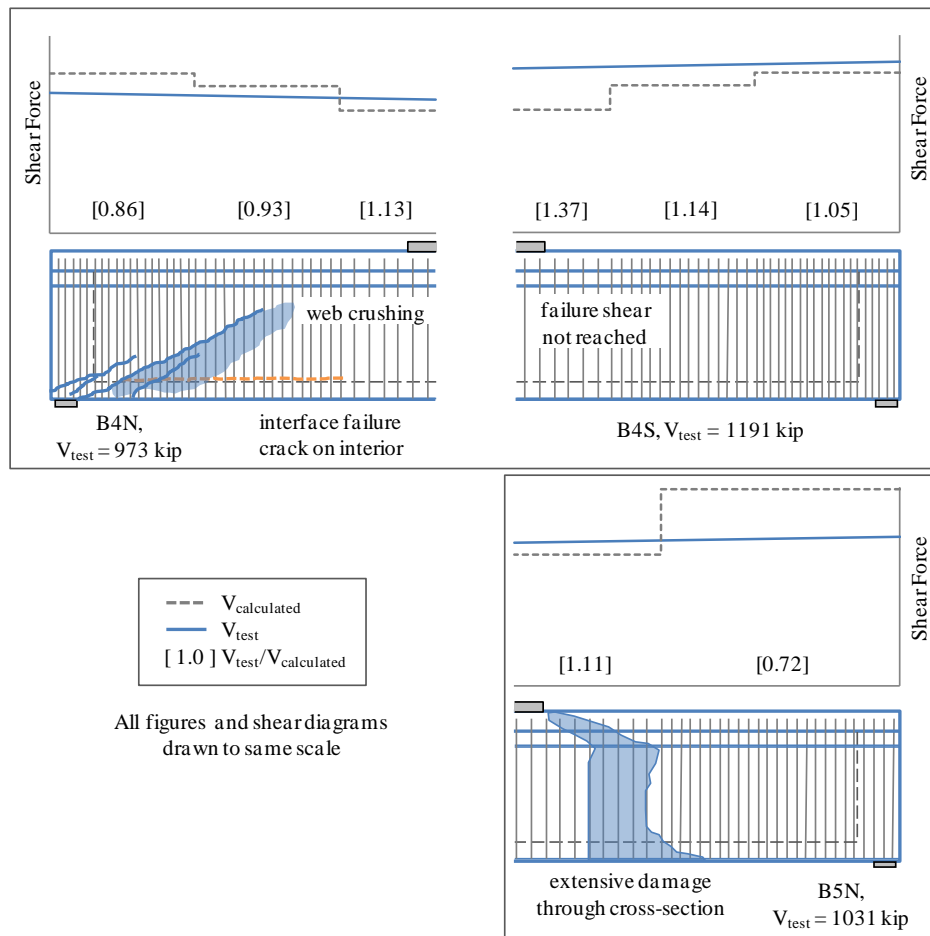 Shear Force
Shear Force
[0.86]
[0.93]
[1.13]
[1.37]
[1.14]
[1.05]
web crushing
failure shear
not reached
B4N,
V_test = 973 kip
interface failure
crack on interior
B4S, V_test = 1191 kip
V_calculated
V_test
[ 1.0 ] V_test/V_calculated
All figures and shear diagrams
drawn to same scale
Shear Force
[1.11]
[0.72]
extensive damage
through cross-section
B5N,
V_test = 1031 kip